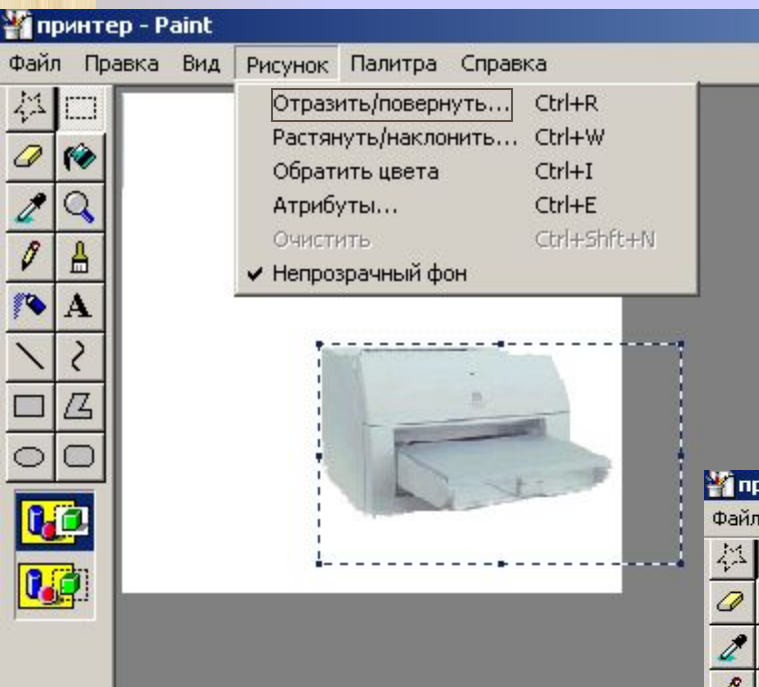 принтер - Paint
Файл Правка Вид Рисунок Палитра Справка
Отразить/повернуть... Ctrl+R
Растянуть/наклонить... Ctrl+W
Обратить цвета Ctrl+I
Атрибуты... Ctrl+E
Очистить Ctrl+Shft+N
✔ Непрозрачный фон
A
пр
Файл